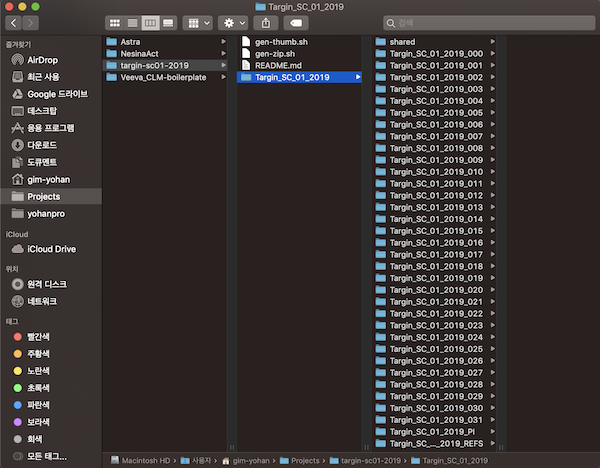 Targin_SC_01_2019
검색
즐겨찾기
AirDrop
최근 사용
Google 드라이브
데스크탑
응용 프로그램
다운로드
도큐멘트
gim-yohan
Projects
yohanpro
iCloud
iCloud Drive
위치
원격 디스크
네트워크
태그
빨간색
주황색
노란색
초록색
파란색
보라색
회색
모든 태그...
Astra
NesinaAct
targin-sc01-2019
Veeva_CLM-boilerplate
gen-thumb.sh
gen-zip.sh
README.md
Targin_SC_01_2019
shared
Targin_SC_01_2019_000
Targin_SC_01_2019_001
Targin_SC_01_2019_002
Targin_SC_01_2019_003
Targin_SC_01_2019_004
Targin_SC_01_2019_005
Targin_SC_01_2019_006
Targin_SC_01_2019_007
Targin_SC_01_2019_008
Targin_SC_01_2019_009
Targin_SC_01_2019_010
Targin_SC_01_2019_011
Targin_SC_01_2019_012
Targin_SC_01_2019_013
Targin_SC_01_2019_014
Targin_SC_01_2019_015
Targin_SC_01_2019_016
Targin_SC_01_2019_017
Targin_SC_01_2019_018
Targin_SC_01_2019_019
Targin_SC_01_2019_020
Targin_SC_01_2019_021
Targin_SC_01_2019_022
Targin_SC_01_2019_023
Targin_SC_01_2019_024
Targin_SC_01_2019_025
Targin_SC_01_2019_026
Targin_SC_01_2019_027
Targin_SC_01_2019_028
Targin_SC_01_2019_029
Targin_SC_01_2019_030
Targin_SC_01_2019_031
Targin_SC_01_2019_PI
Targin_SC_..._2019_REFS
Macintosh HD ▸ 사용자 ▸ gim-yohan ▸ Projects ▸ targin-sc01-2019 ▸ Targin_SC_01_2019